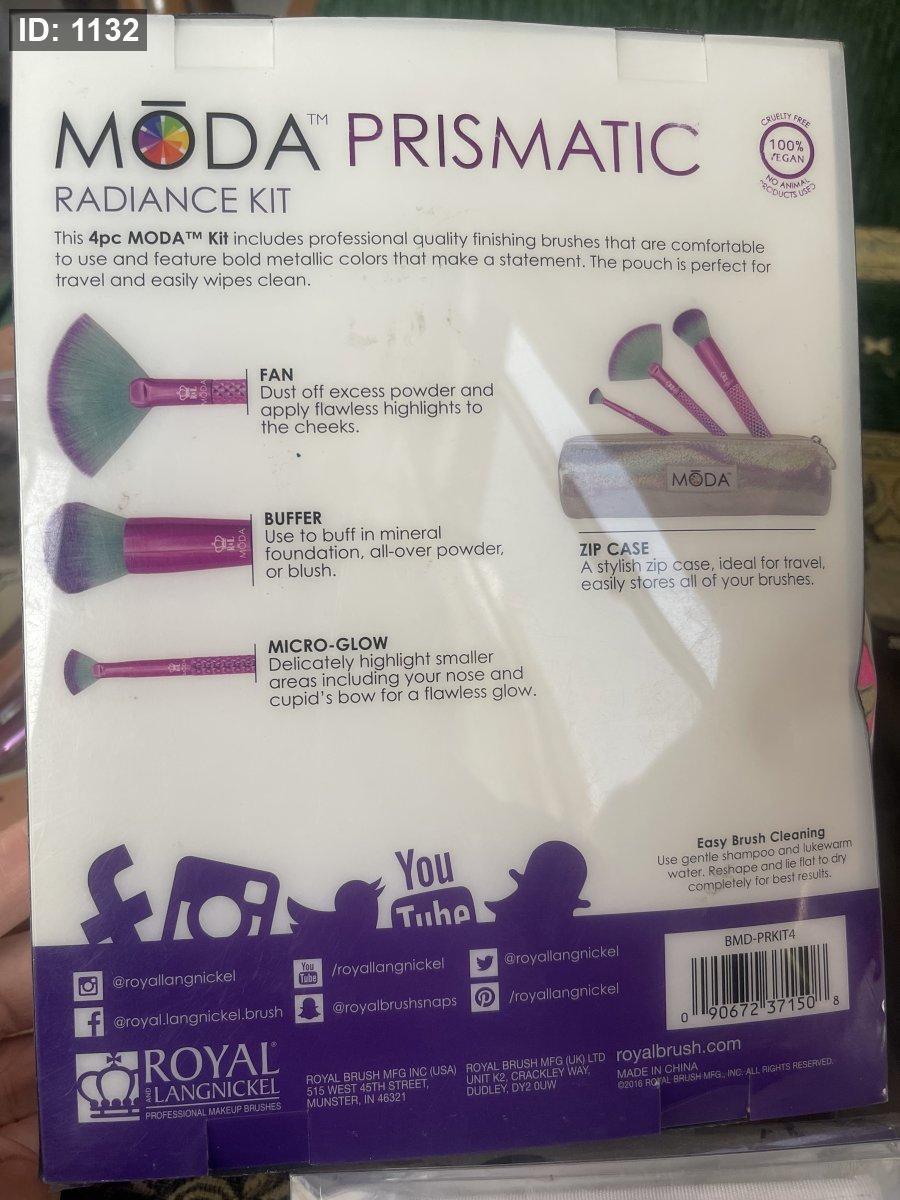 ID: 1132
MŌDA™ PRISMATIC
RADIANCE KIT
CRUELTY FREE
100%
VEGAN
NO ANIMAL
PRODUCTS USED
This 4pc MODA™ Kit includes professional quality finishing brushes that are comfortable
to use and feature bold metallic colors that make a statement. The pouch is perfect for
travel and easily wipes clean.
FAN
Dust off excess powder and
apply flawless highlights to
the cheeks.
BUFFER
Use to buff in mineral
foundation, all-over powder,
or blush.
MICRO-GLOW
Delicately highlight smaller
areas including your nose and
cupid's bow for a flawless glow.
MŌDA
ZIP CASE
A stylish zip case, ideal for travel,
easily stores all of your brushes.
Easy Brush Cleaning
Use gentle shampoo and lukewarm
water. Reshape and lie flat to dry
completely for best results.
You
Tube
@royallangnickel
You
Tube
/royallangnickel
@royallangnickel
@royal.langnickel.brush
@royalbrushsnaps
/royallangnickel
BMD-PRKIT4
0 90672 37150 8
ROYAL®
AND LANGNICKEL
PROFESSIONAL MAKEUP BRUSHES
ROYAL BRUSH MFG INC (USA)
515 WEST 45TH STREET,
MUNSTER, IN 46321
ROYAL BRUSH MFG (UK) LTD
UNIT K2, CRACKLEY WAY,
DUDLEY, DY2 0UW
royalbrush.com
MADE IN CHINA
©2016 ROYAL BRUSH MFG., INC. ALL RIGHTS RESERVED.